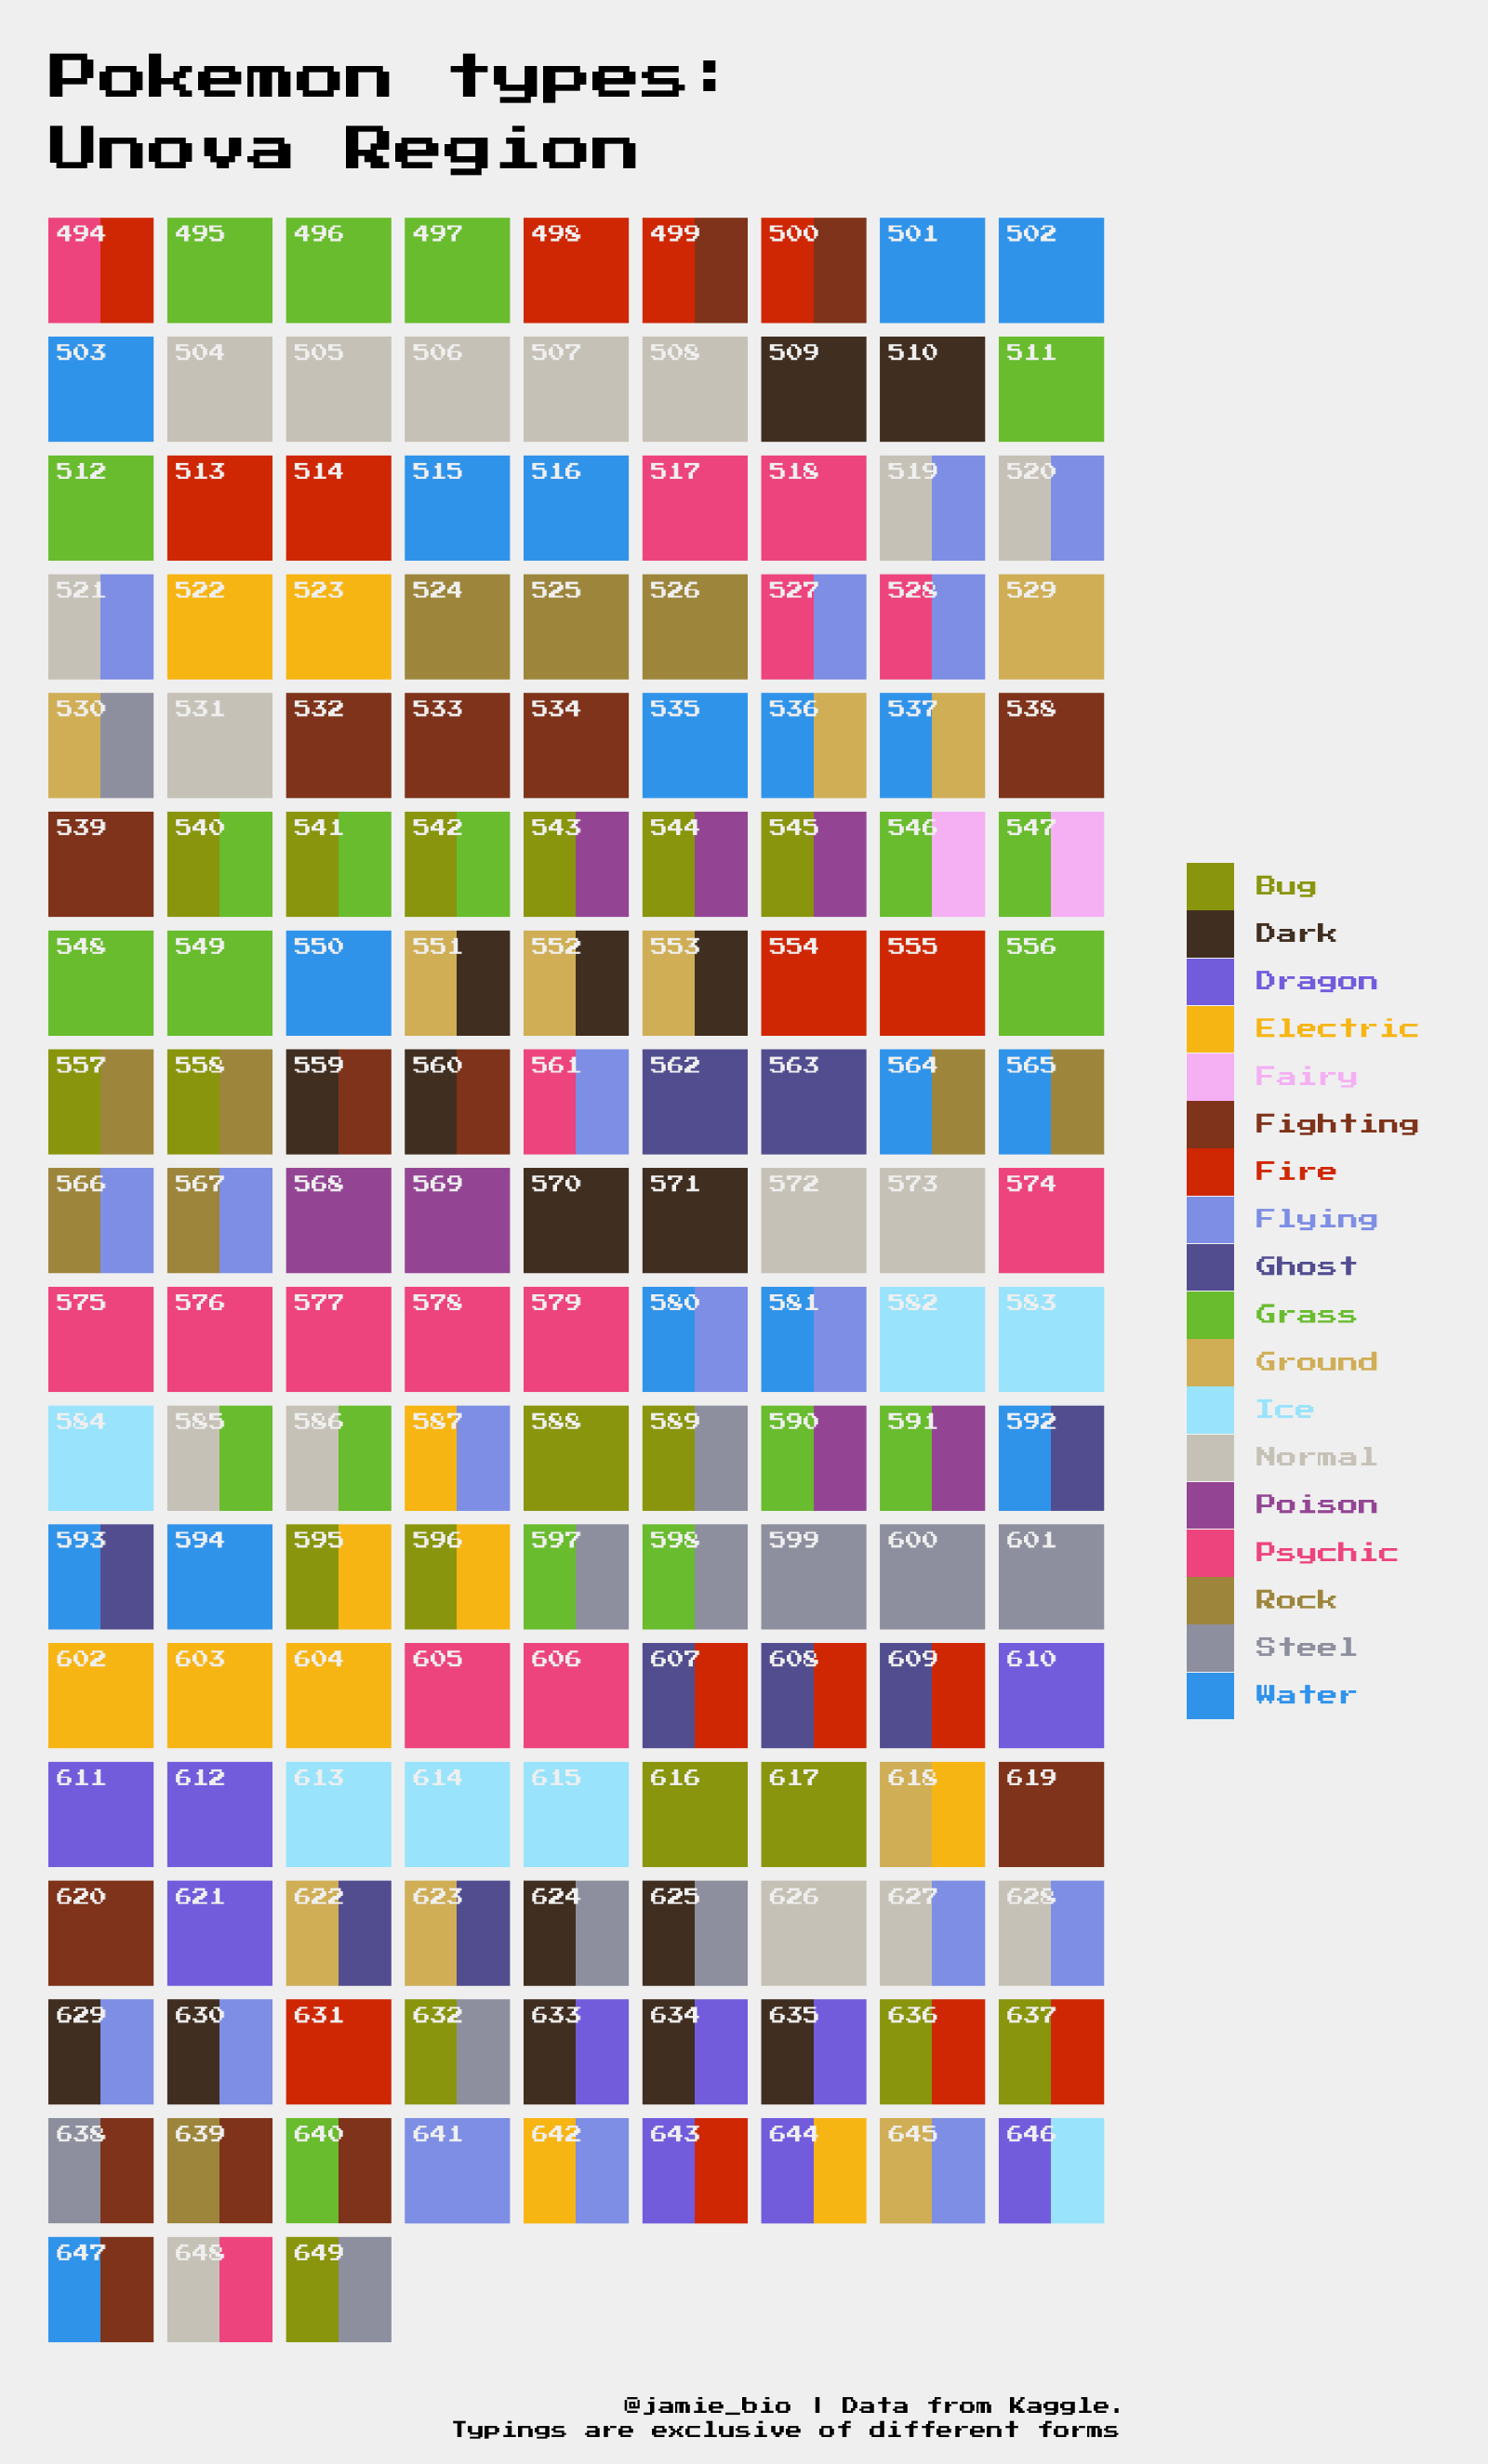 Pokemon types:
Unova Region
494 495 496 497 498 499 500 501 502
503 504 505 506 507 508 509 510 511
512 513 514 515 516 517 518 519 520
521 522 523 524 525 526 527 528 529
530 531 532 533 534 535 536 537 538
539 540 541 542 543 544 545 546 547
548 549 550 551 552 553 554 555 556
557 558 559 560 561 562 563 564 565
566 567 568 569 570 571 572 573 574
575 576 577 578 579 580 581 582 583
584 585 586 587 588 589 590 591 592
593 594 595 596 597 598 599 600 601
602 603 604 605 606 607 608 609 610
611 612 613 614 615 616 617 618 619
620 621 622 623 624 625 626 627 628
629 630 631 632 633 634 635 636 637
638 639 640 641 642 643 644 645 646
647 648 649
Bug
Dark
Dragon
Electric
Fairy
Fighting
Fire
Flying
Ghost
Grass
Ground
Ice
Normal
Poison
Psychic
Rock
Steel
Water
@jamie_bio | Data from Kaggle.
Typings are exclusive of different forms